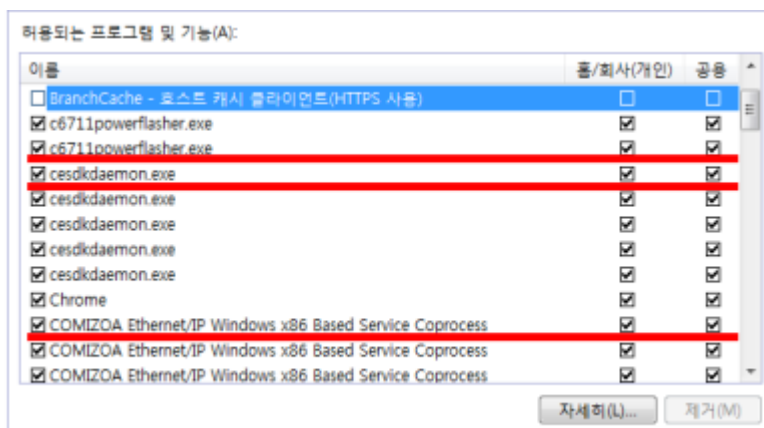 허용되는 프로그램 및 기능(A):
이름 홈/회사(개인) 공용
BranchCache - 호스트 캐시 클라이언트(HTTPS 사용)
c6711powerflasher.exe
c6711powerflasher.exe
cesdkdaemon.exe
cesdkdaemon.exe
cesdkdaemon.exe
cesdkdaemon.exe
cesdkdaemon.exe
Chrome
COMIZOA Ethernet/IP Windows x86 Based Service Coprocess
COMIZOA Ethernet/IP Windows x86 Based Service Coprocess
COMIZOA Ethernet/IP Windows x86 Based Service Coprocess
자세히(L)... 제거(M)